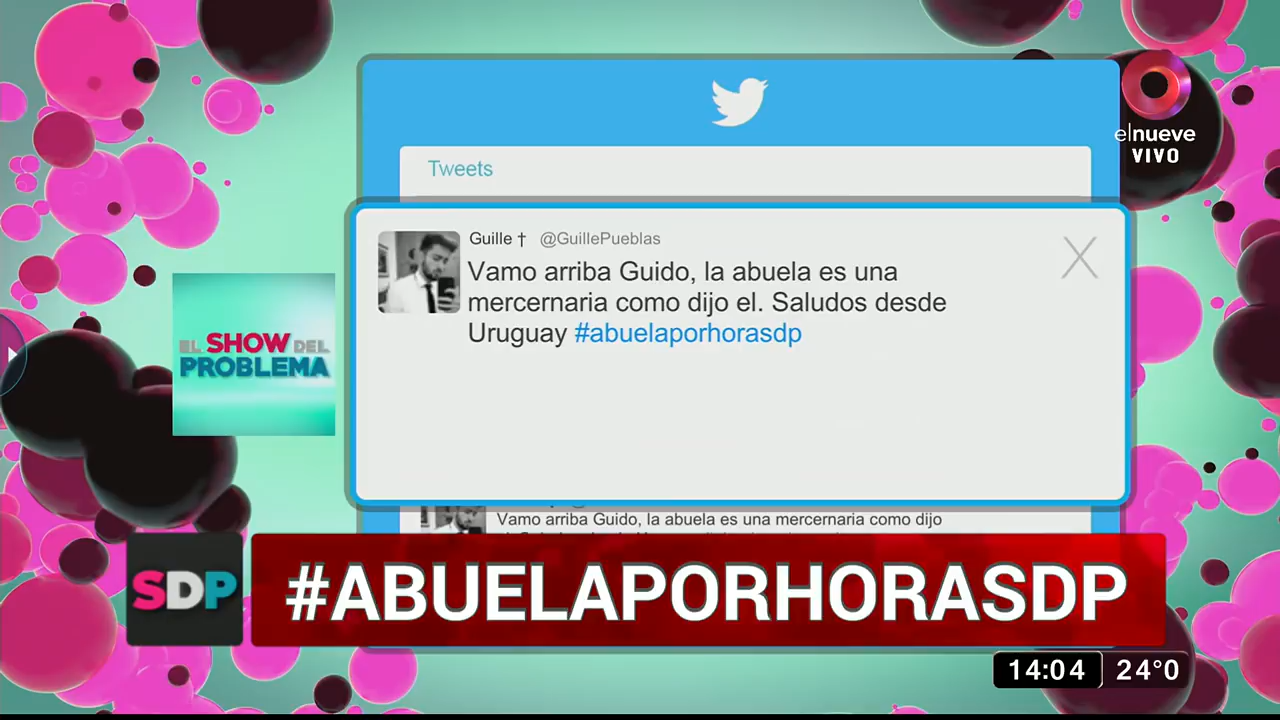 elnueve
VIVO
Tweets
Guille † @GuillePueblas
Vamo arriba Guido, la abuela es una
mercernaria como dijo el. Saludos desde
Uruguay #abuelaporhorasdp
EL SHOW DEL
PROBLEMA
Vamo arriba Guido, la abuela es una mercernaria como dijo
SDP
#ABUELAPORHORASDP
14:04 24°0